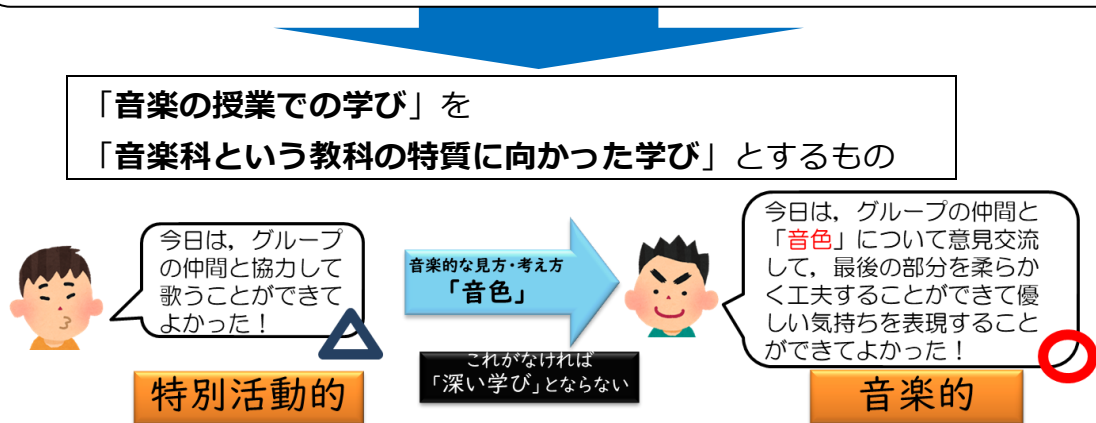 「音楽の授業での学び」を
「音楽科という教科の特質に向かった学び」とするもの
今日は，グループ
の仲間と協力して
歌うことができて
よかった！
特別活動的
音楽的な見方・考え方
「音色」
これがなければ
「深い学び」とならない
今日は，グループの仲間と
「音色」について意見交流
して，最後の部分を柔らか
く工夫することができて優
しい気持ちを表現すること
ができてよかった！
音楽的